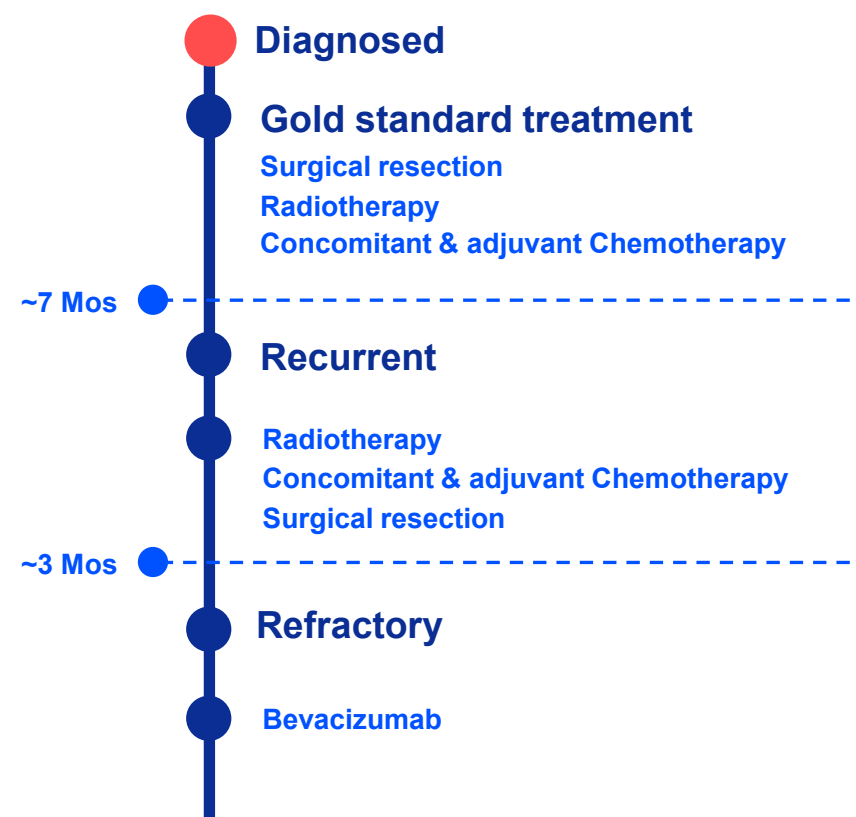 Diagnosed
Gold standard treatment
Surgical resection
Radiotherapy
Concomitant & adjuvant Chemotherapy
~7 Mos
Recurrent
Radiotherapy
Concomitant & adjuvant Chemotherapy
Surgical resection
~3 Mos
Refractory
Bevacizumab